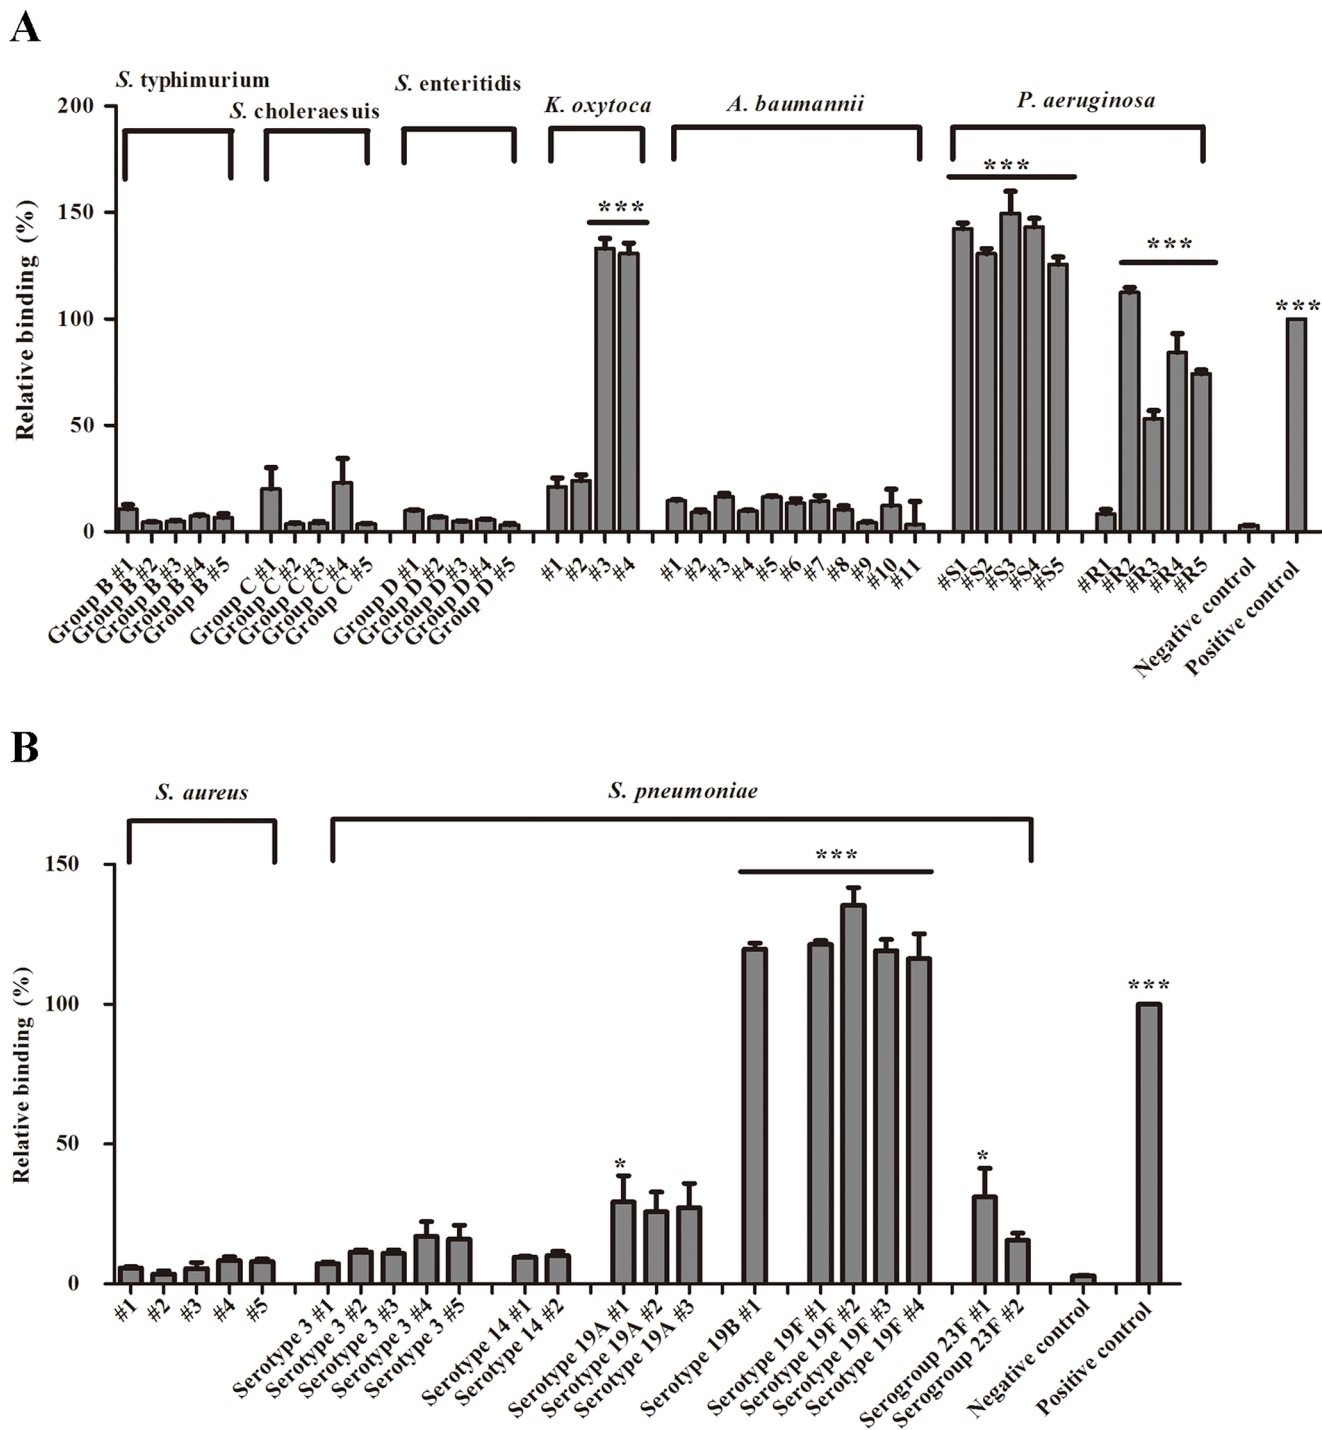 A
S. typhimurium
S. choleraesuis
S. enteritidis
K. oxytoca
A. baumannii
P. aeruginosa
Relative binding (%)
200
150
100
50
0
***
***
***
***
Group B #1
Group B #2
Group B #3
Group B #4
Group B #5
Group C #1
Group C #2
Group C #3
Group C #4
Group C #5
Group D #1
Group D #2
Group D #3
Group D #4
Group D #5
#1
#2
#3
#4
#1
#2
#3
#4
#5
#6
#7
#8
#9
#10
#11
#S1
#S2
#S3
#S4
#S5
#R1
#R2
#R3
#R4
#R5
Negative control
Positive control
B
S. aureus
S. pneumoniae
Relative binding (%)
150
100
50
0
*
***
*
***
#1
#2
#3
#4
#5
Serotype 3 #1
Serotype 3 #2
Serotype 3 #3
Serotype 3 #4
Serotype 3 #5
Serotype 14 #1
Serotype 14 #2
Serotype 19A #1
Serotype 19A #2
Serotype 19A #3
Serotype 19B #1
Serotype 19F #1
Serotype 19F #2
Serotype 19F #3
Serotype 19F #4
Serogroup 23F #1
Serogroup 23F #2
Negative control
Positive control